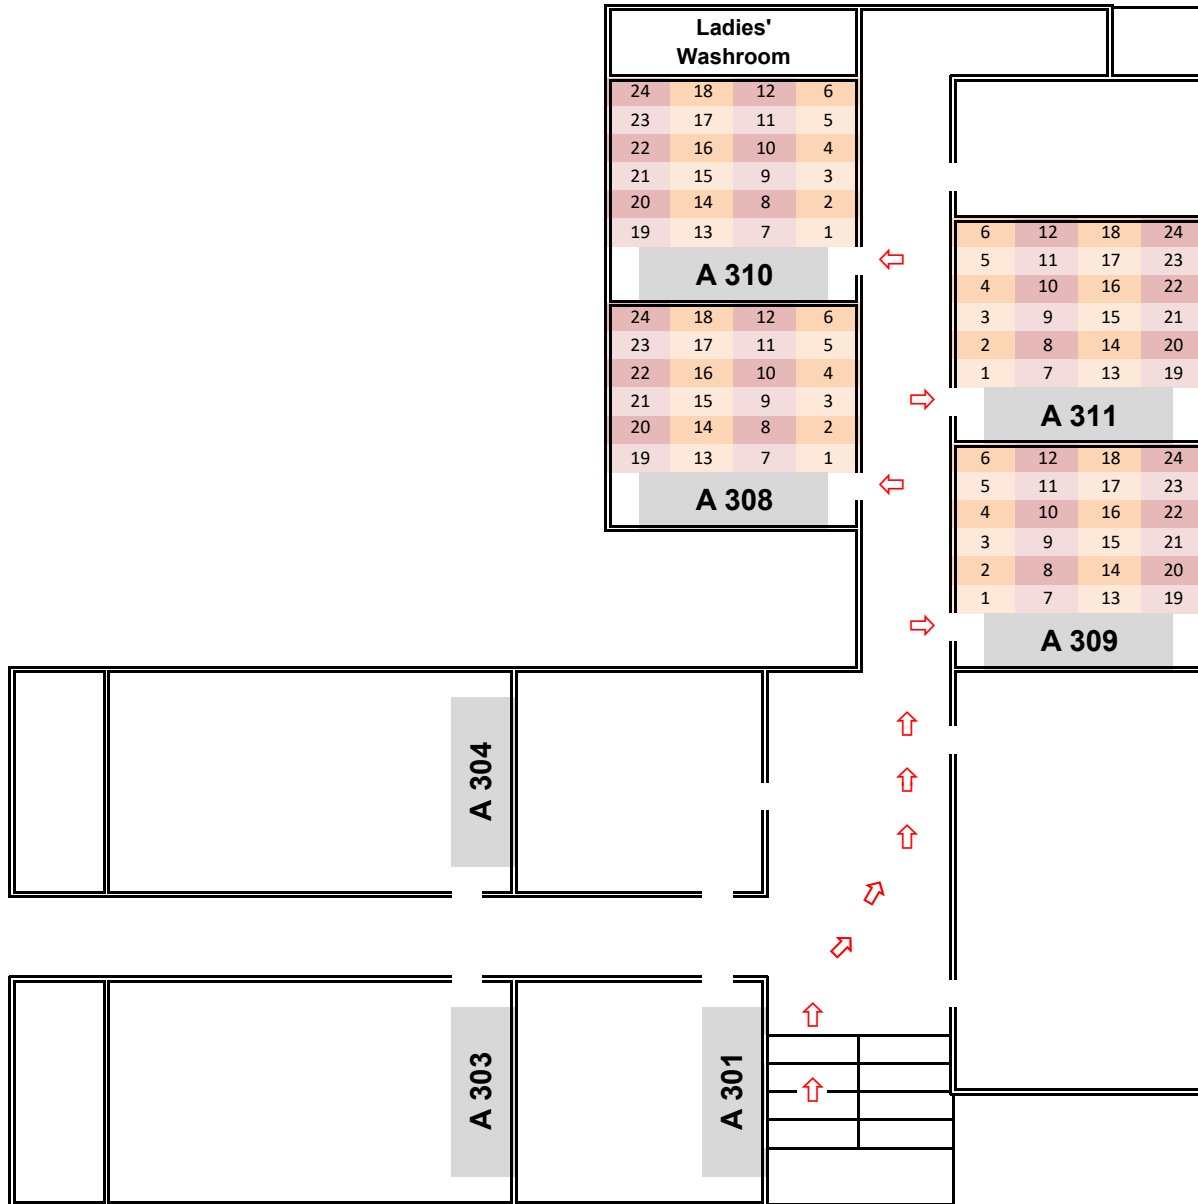 Ladies'
Washroom
24 18 12 6
23 17 11 5
22 16 10 4
21 15 9 3
20 14 8 2
19 13 7 1
A 310
24 18 12 6
23 17 11 5
22 16 10 4
21 15 9 3
20 14 8 2
19 13 7 1
A 308
6 12 18 24
5 11 17 23
4 10 16 22
3 9 15 21
2 8 14 20
1 7 13 19
A 311
6 12 18 24
5 11 17 23
4 10 16 22
3 9 15 21
2 8 14 20
1 7 13 19
A 309
A 304
A 303
A 301